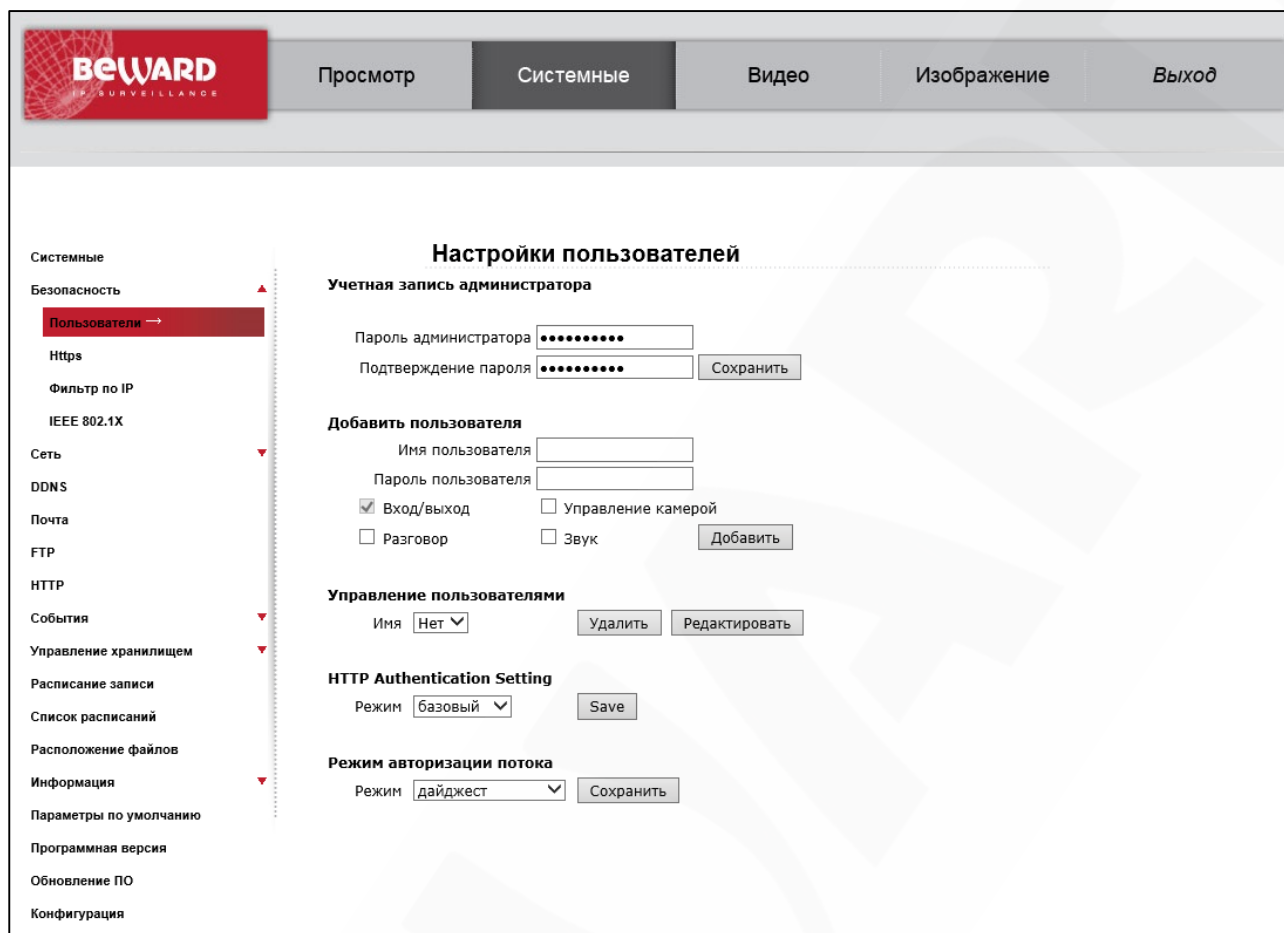 BEWARD
IP SURVEILLANCE
Просмотр
Системные
Видео
Изображение
Выход
Системные
Безопасность
Пользователи →
Https
Фильтр по IP
IEEE 802.1X
Сеть
DDNS
Почта
FTP
HTTP
События
Управление хранилищем
Расписание записи
Список расписаний
Расположение файлов
Информация
Параметры по умолчанию
Программная версия
Обновление ПО
Конфигурация
Настройки пользователей
Учетная запись администратора
Пароль администратора ••••••••••
Подтверждение пароля •••••••••• Сохранить
Добавить пользователя
Имя пользователя
Пароль пользователя
Вход/выход Управление камерой
Разговор Звук Добавить
Управление пользователями
Имя Нет Удалить Редактировать
HTTP Authentication Setting
Режим базовый Save
Режим авторизации потока
Режим дайджест Сохранить